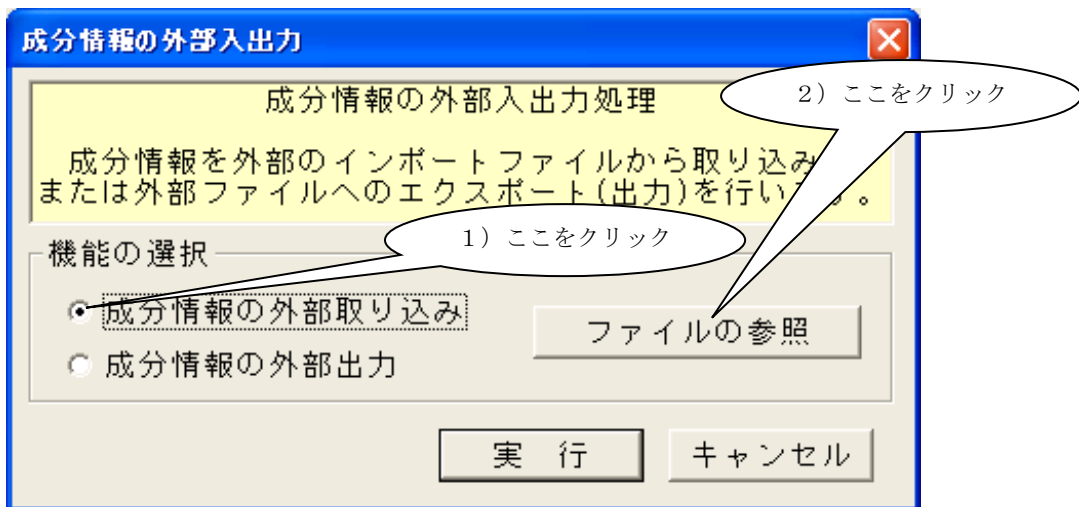 成分情報の外部入出力
成分情報の外部入出力処理
2）ここをクリック
成分情報を外部のインポートファイルから取り込み
または外部ファイルへのエクスポート(出力)を行い　。
1）ここをクリック
機能の選択
成分情報の外部取り込み
ファイルの参照
成分情報の外部出力
実　行
キャンセル